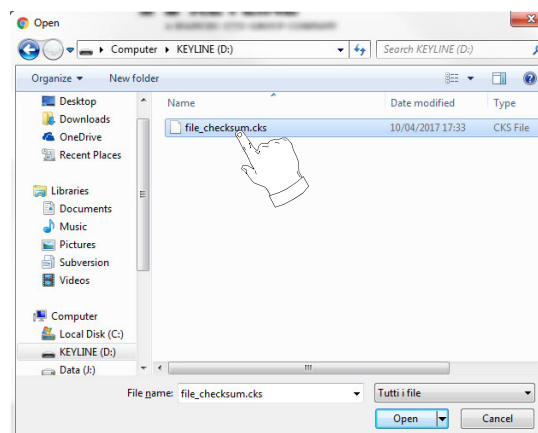 Open
Computer
KEYLINE (D:)
Search KEYLINE (D:)
Organize
New folder
Name
Date modified
Type
Desktop
Downloads
OneDrive
Recent Places
Libraries
Documents
Music
Pictures
Subversion
Videos
Computer
Local Disk (C:)
KEYLINE (D:)
Data (J:)
file_checksum.cks
10/04/2017 17:33
CKS File
File name:
file_checksum.cks
Tutti i file
Open
Cancel